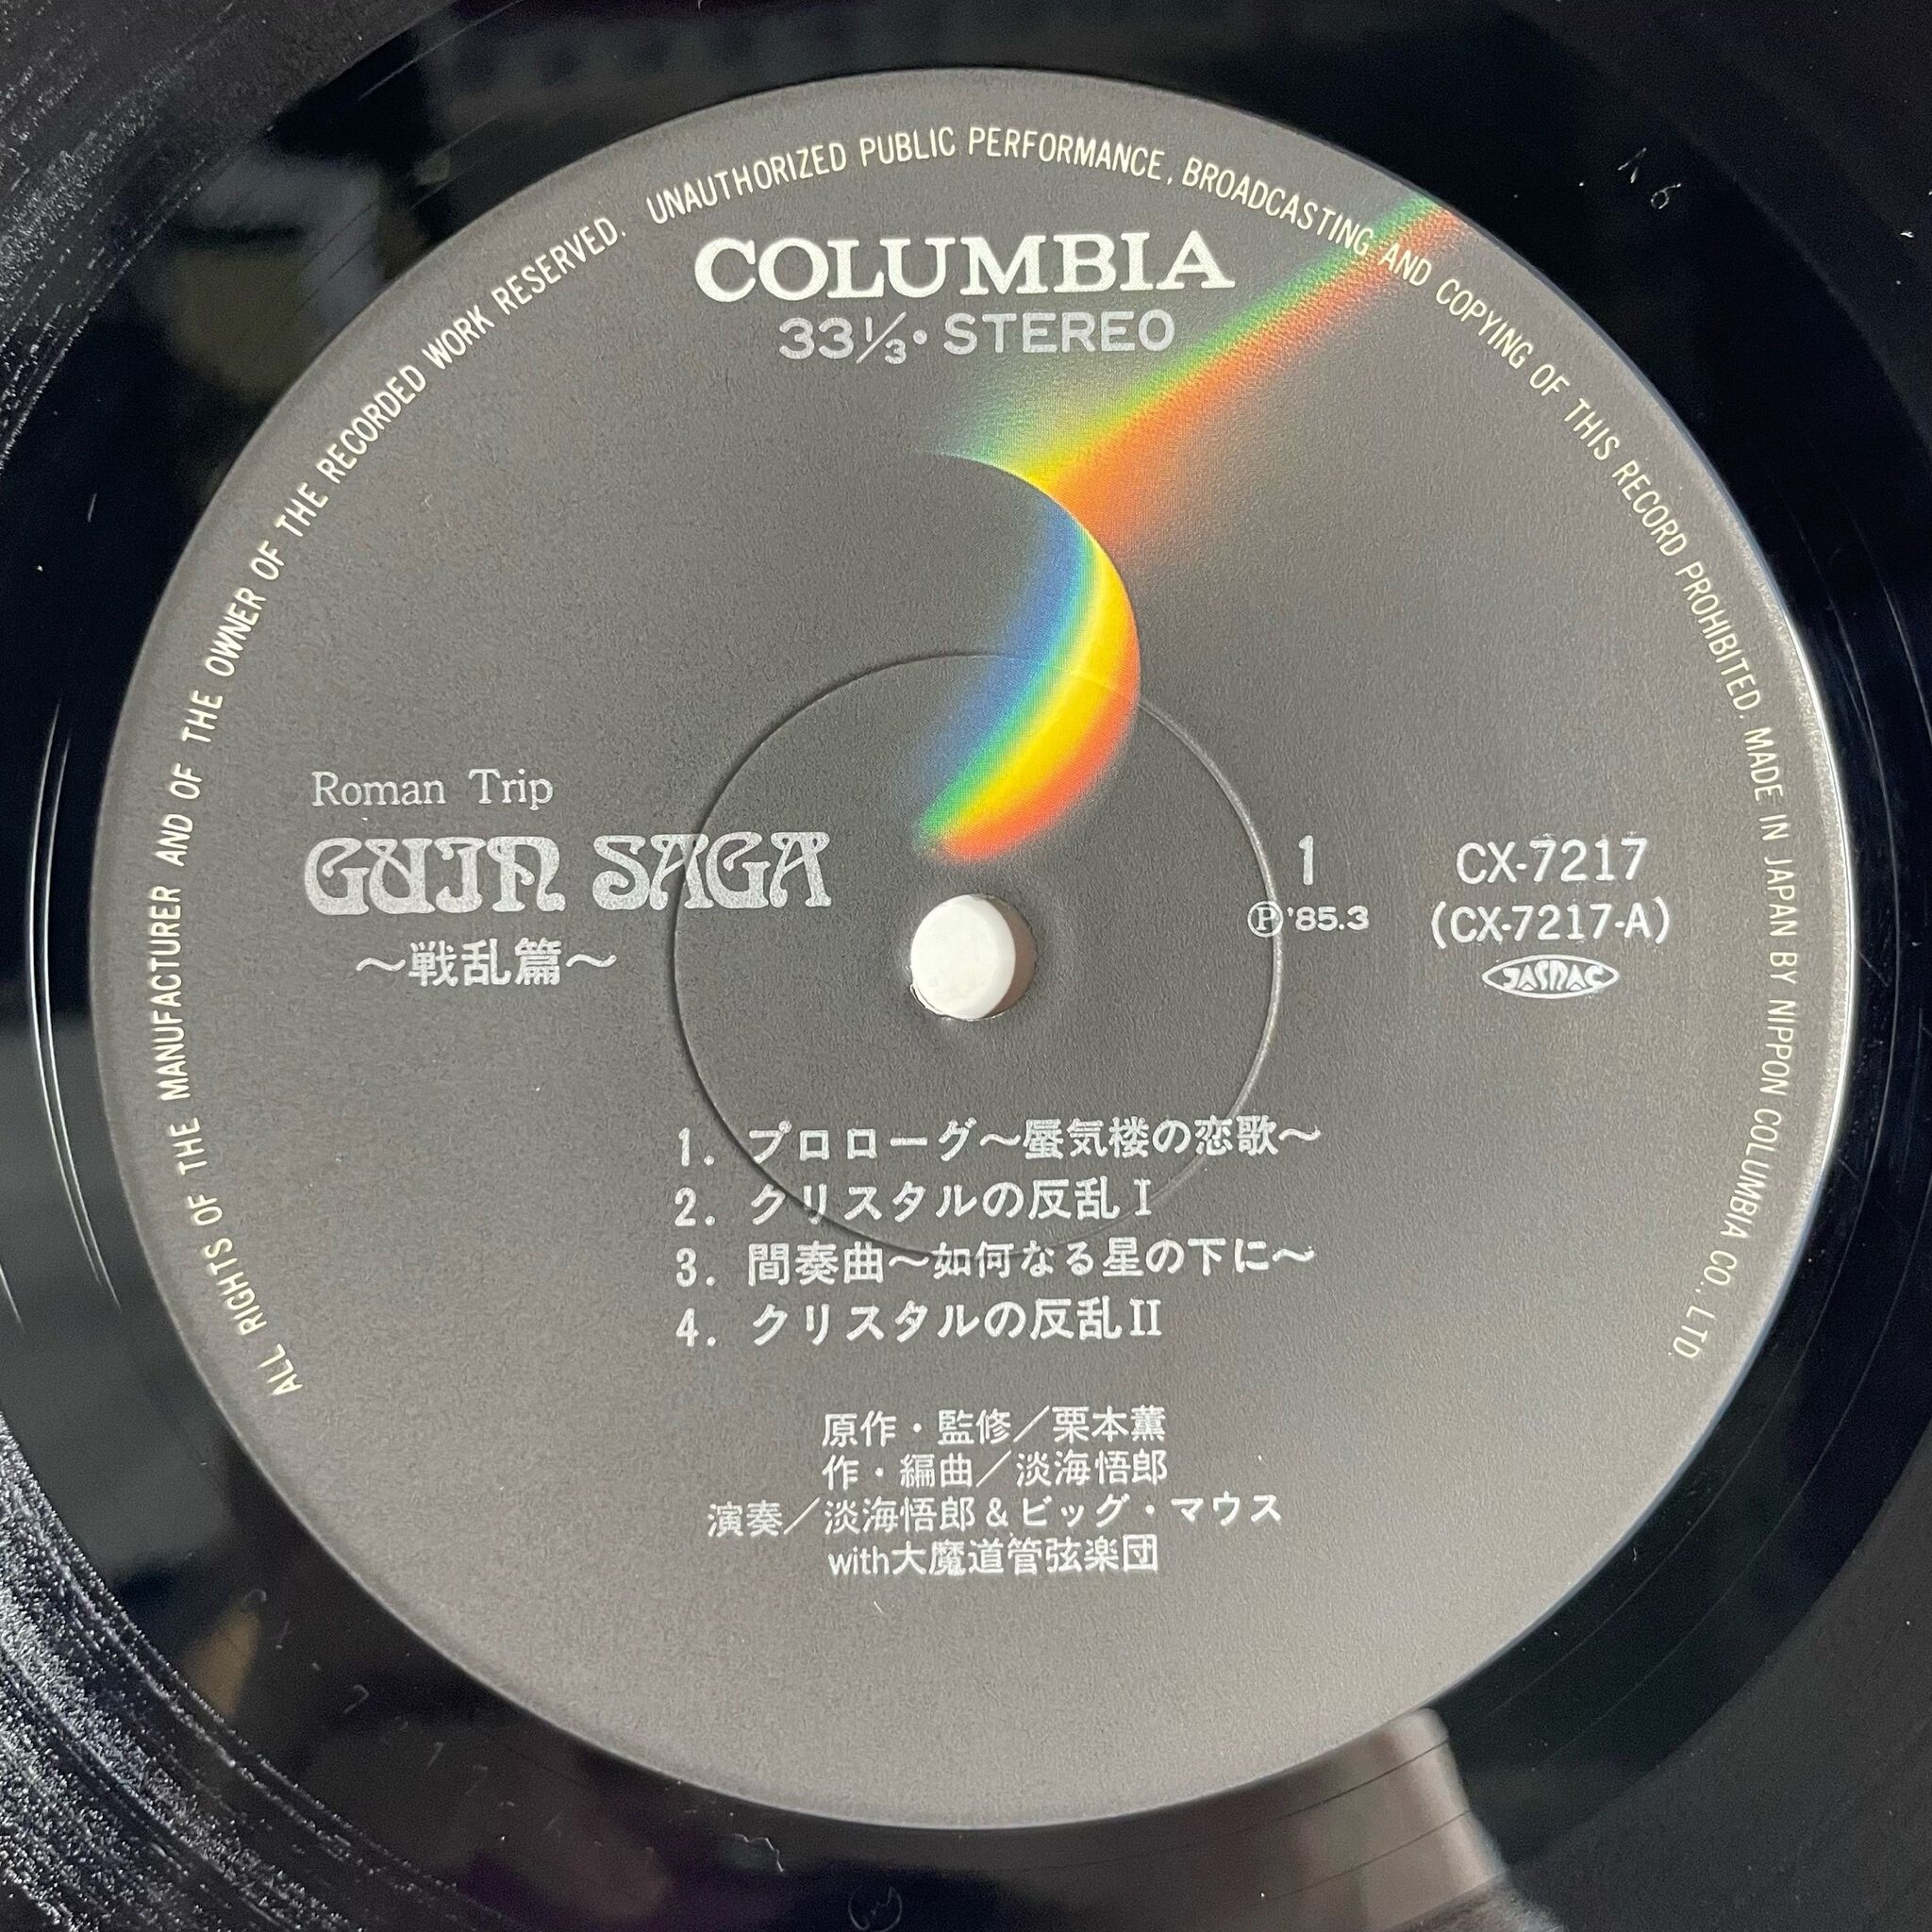 ALL RIGHTS OF THE MANUFACTURER AND OF THE OWNER OF THE RECORDED WORK RESERVED. UNAUTHORIZED PUBLIC PERFORMANCE, BROADCASTING AND COPYING OF THIS RECORD PROHIBITED. MADE IN JAPAN BY NIPPON COLUMBIA CO., LTD.
COLUMBIA
33⅓・STEREO
Roman Trip
GUIN SAGA
〜戦乱篇〜
1
Ⓟ'85.3
CX-7217
(CX-7217-A)
JASRAC
1. プロローグ〜蜃気楼の恋歌〜
2. クリスタルの反乱 I
3. 間奏曲〜如何なる星の下に〜
4. クリスタルの反乱 II
原作・監修／栗本薫
作・編曲／淡海悟郎
演奏／淡海悟郎&ビッグ・マウス
with大魔道管弦楽団